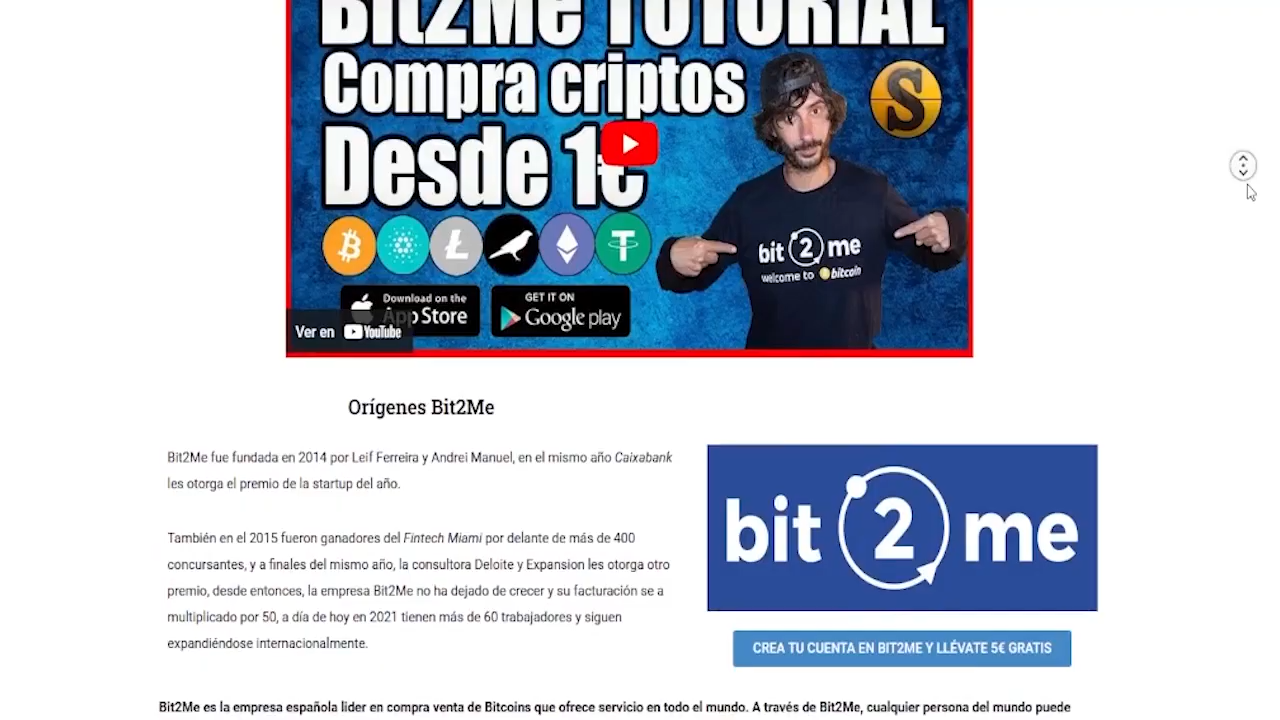 Bit2Me TUTORIAL
Compra criptos
Desde 1€
S
bit 2 me
welcome to bitcoin
Download on the
App Store
GET IT ON
Google play
Ver en YouTube
Orígenes Bit2Me
Bit2Me fue fundada en 2014 por Leif Ferreira y Andrei Manuel, en el mismo año Caixabank
les otorga el premio de la startup del año.
También en el 2015 fueron ganadores del Fintech Miami por delante de más de 400
concursantes, y a finales del mismo año, la consultora Deloite y Expansion les otorga otro
premio, desde entonces, la empresa Bit2Me no ha dejado de crecer y su facturación se a
multiplicado por 50, a día de hoy en 2021 tienen más de 60 trabajadores y siguen
expandiéndose internacionalmente.
bit 2 me
CREA TU CUENTA EN BIT2ME Y LLÉVATE 5€ GRATIS
Bit2Me es la empresa española lider en compra venta de Bitcoins que ofrece servicio en todo el mundo. A través de Bit2Me, cualquier persona del mundo puede